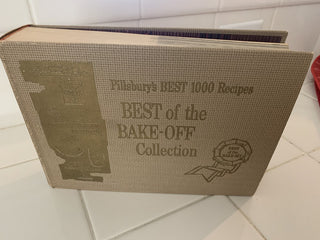 Pillsbury's BEST 1000 Recipes
BEST of the
BAKE-OFF
Collection